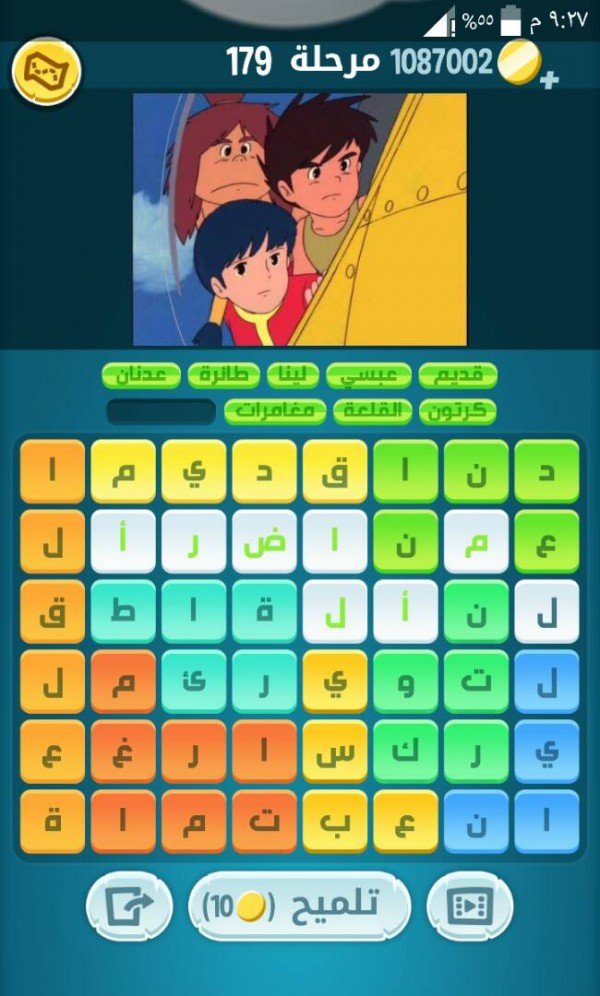 ٩:٢٧ م ٥٥%
1087002 مرحلة 179
قديم عبسي لينا طائرة عدنان
كرتون القلعة مغامرات
د ن ا ق د ي م ا
ع م ن ا ض ر أ ل
ل ن أ ل ة ا ط ق
ل ت و ي ر ئ م ل
ي ر ك س ا ر غ ع
ا ن ع ب ت م ا ة
تلميح (10)